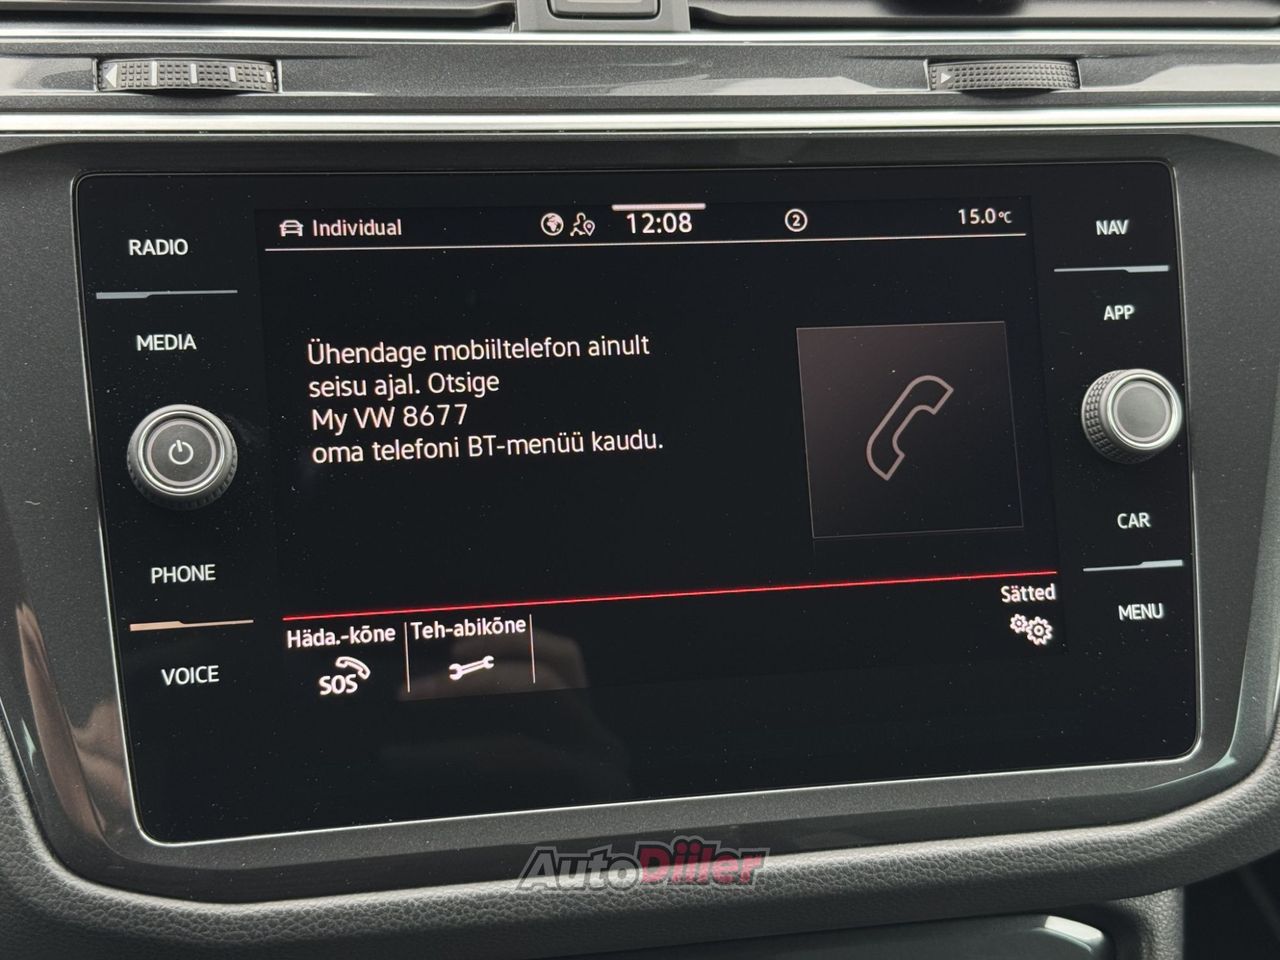 RADIO
MEDIA
PHONE
VOICE
Individual
12:08
2
15.0°C
Ühendage mobiiltelefon ainult
seisu ajal. Otsige
My VW 8677
oma telefoni BT-menüü kaudu.
Häda.-kõne
SOS
Teh-abikõne
Sätted
NAV
APP
CAR
MENU
AutoDiiler